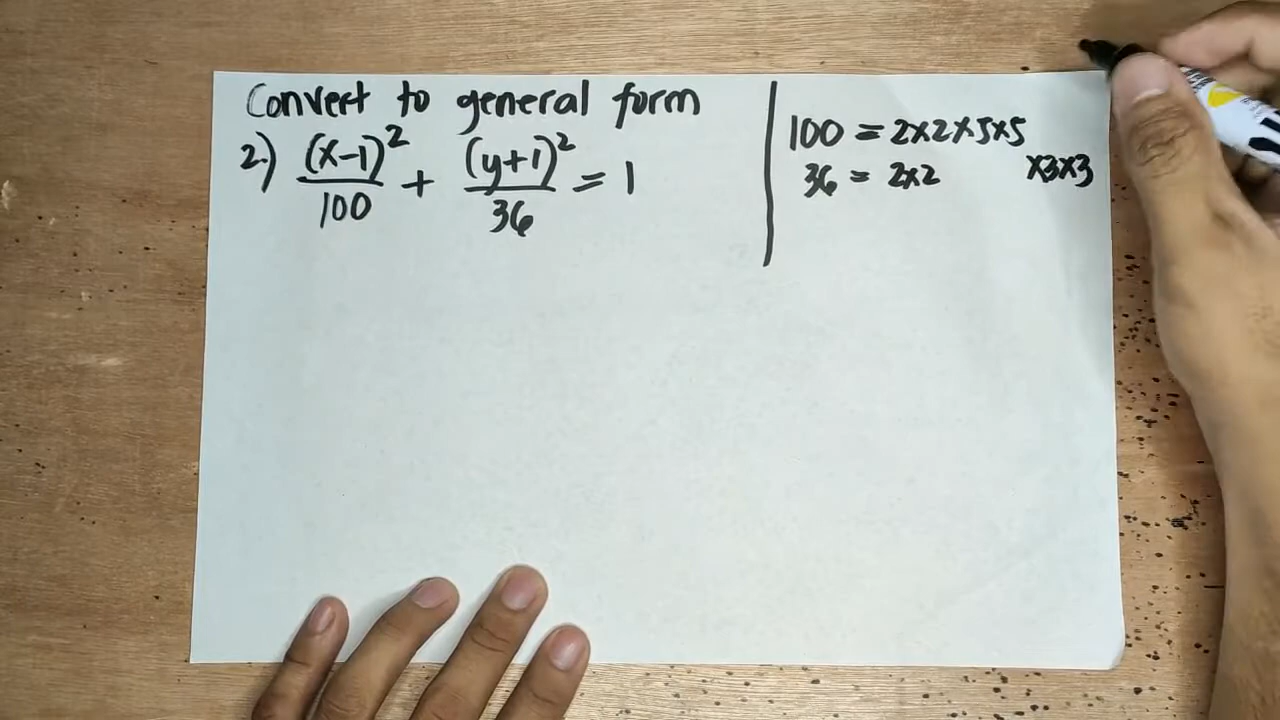 Convert to general form
2.) (x-1)²/100 + (y+1)²/36 = 1
100 = 2x2x5x5
36 = 2x2 x3x3